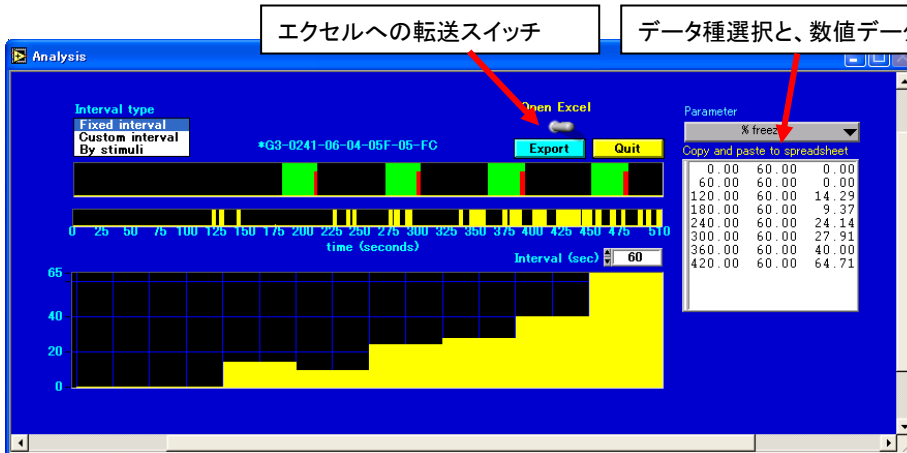 エクセルへの転送スイッチ
データ種選択と、数値データ
Analysis
Interval type
Fixed interval
Custom interval
By stimuli
*G3-0241-06-04-05F-05-FC
Open Excel
Export
Quit
Parameter
% freez
Copy and paste to spreadsheet
0.00 60.00 0.00
60.00 60.00 0.00
120.00 60.00 14.29
180.00 60.00 9.37
240.00 60.00 24.14
300.00 60.00 27.91
360.00 60.00 40.00
420.00 60.00 64.71
0 25 50 75 100 125 150 175 200 225 250 275 300 325 350 375 400 425 450 475 510
time (seconds)
Interval (sec) 60
65
40
20
0